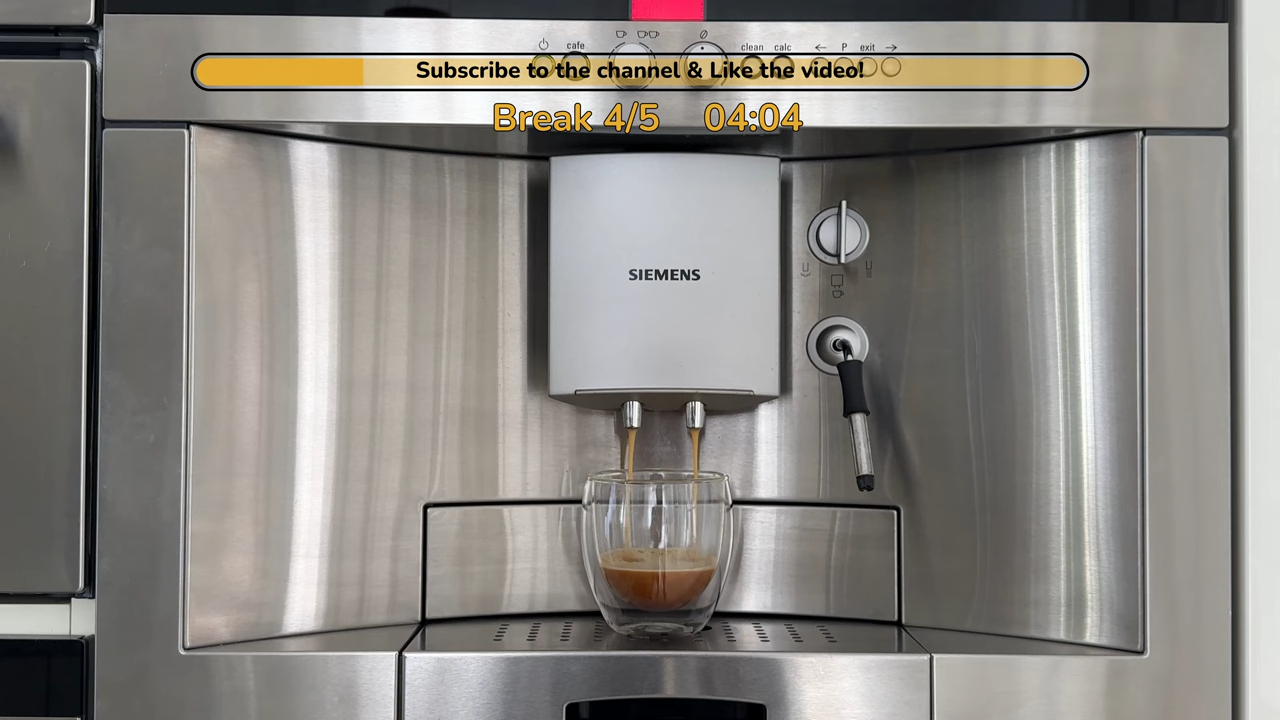 cafe
clean calc P exit
Subscribe to the channel & Like the video!
Break 4/5 04:04
SIEMENS